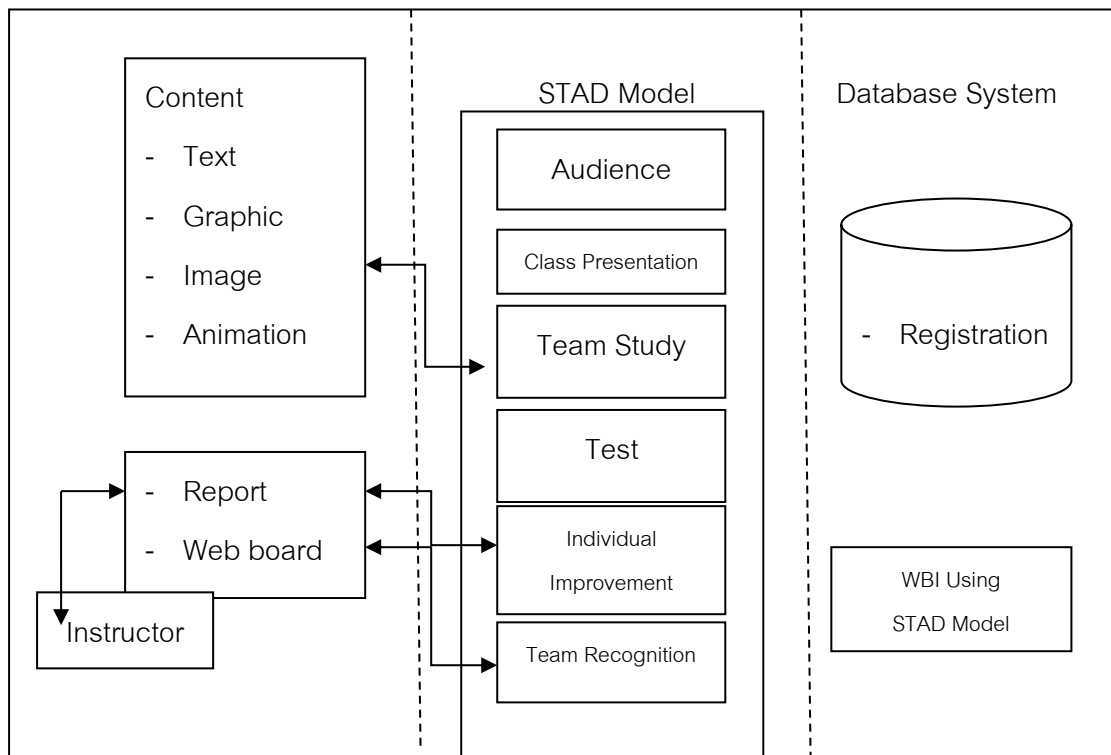 Content
- Text
- Graphic
- Image
- Animation
- Report
- Web board
Instructor
STAD Model
Audience
Class Presentation
Team Study
Test
Individual
Improvement
Team Recognition
Database System
- Registration
WBI Using
STAD Model